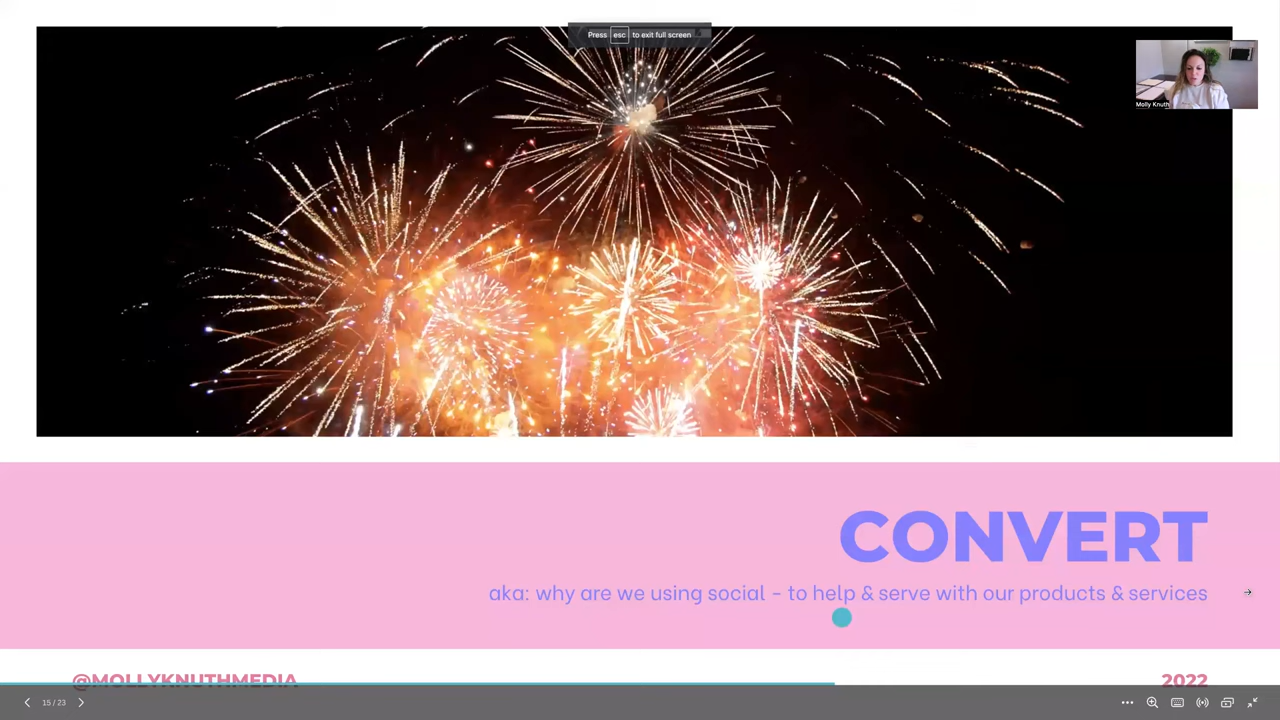 Press esc to exit full screen
Molly Knuth
CONVERT
aka: why are we using social - to help & serve with our products & services
@MOLLYKNUTHMEDIA
2022
15 / 23